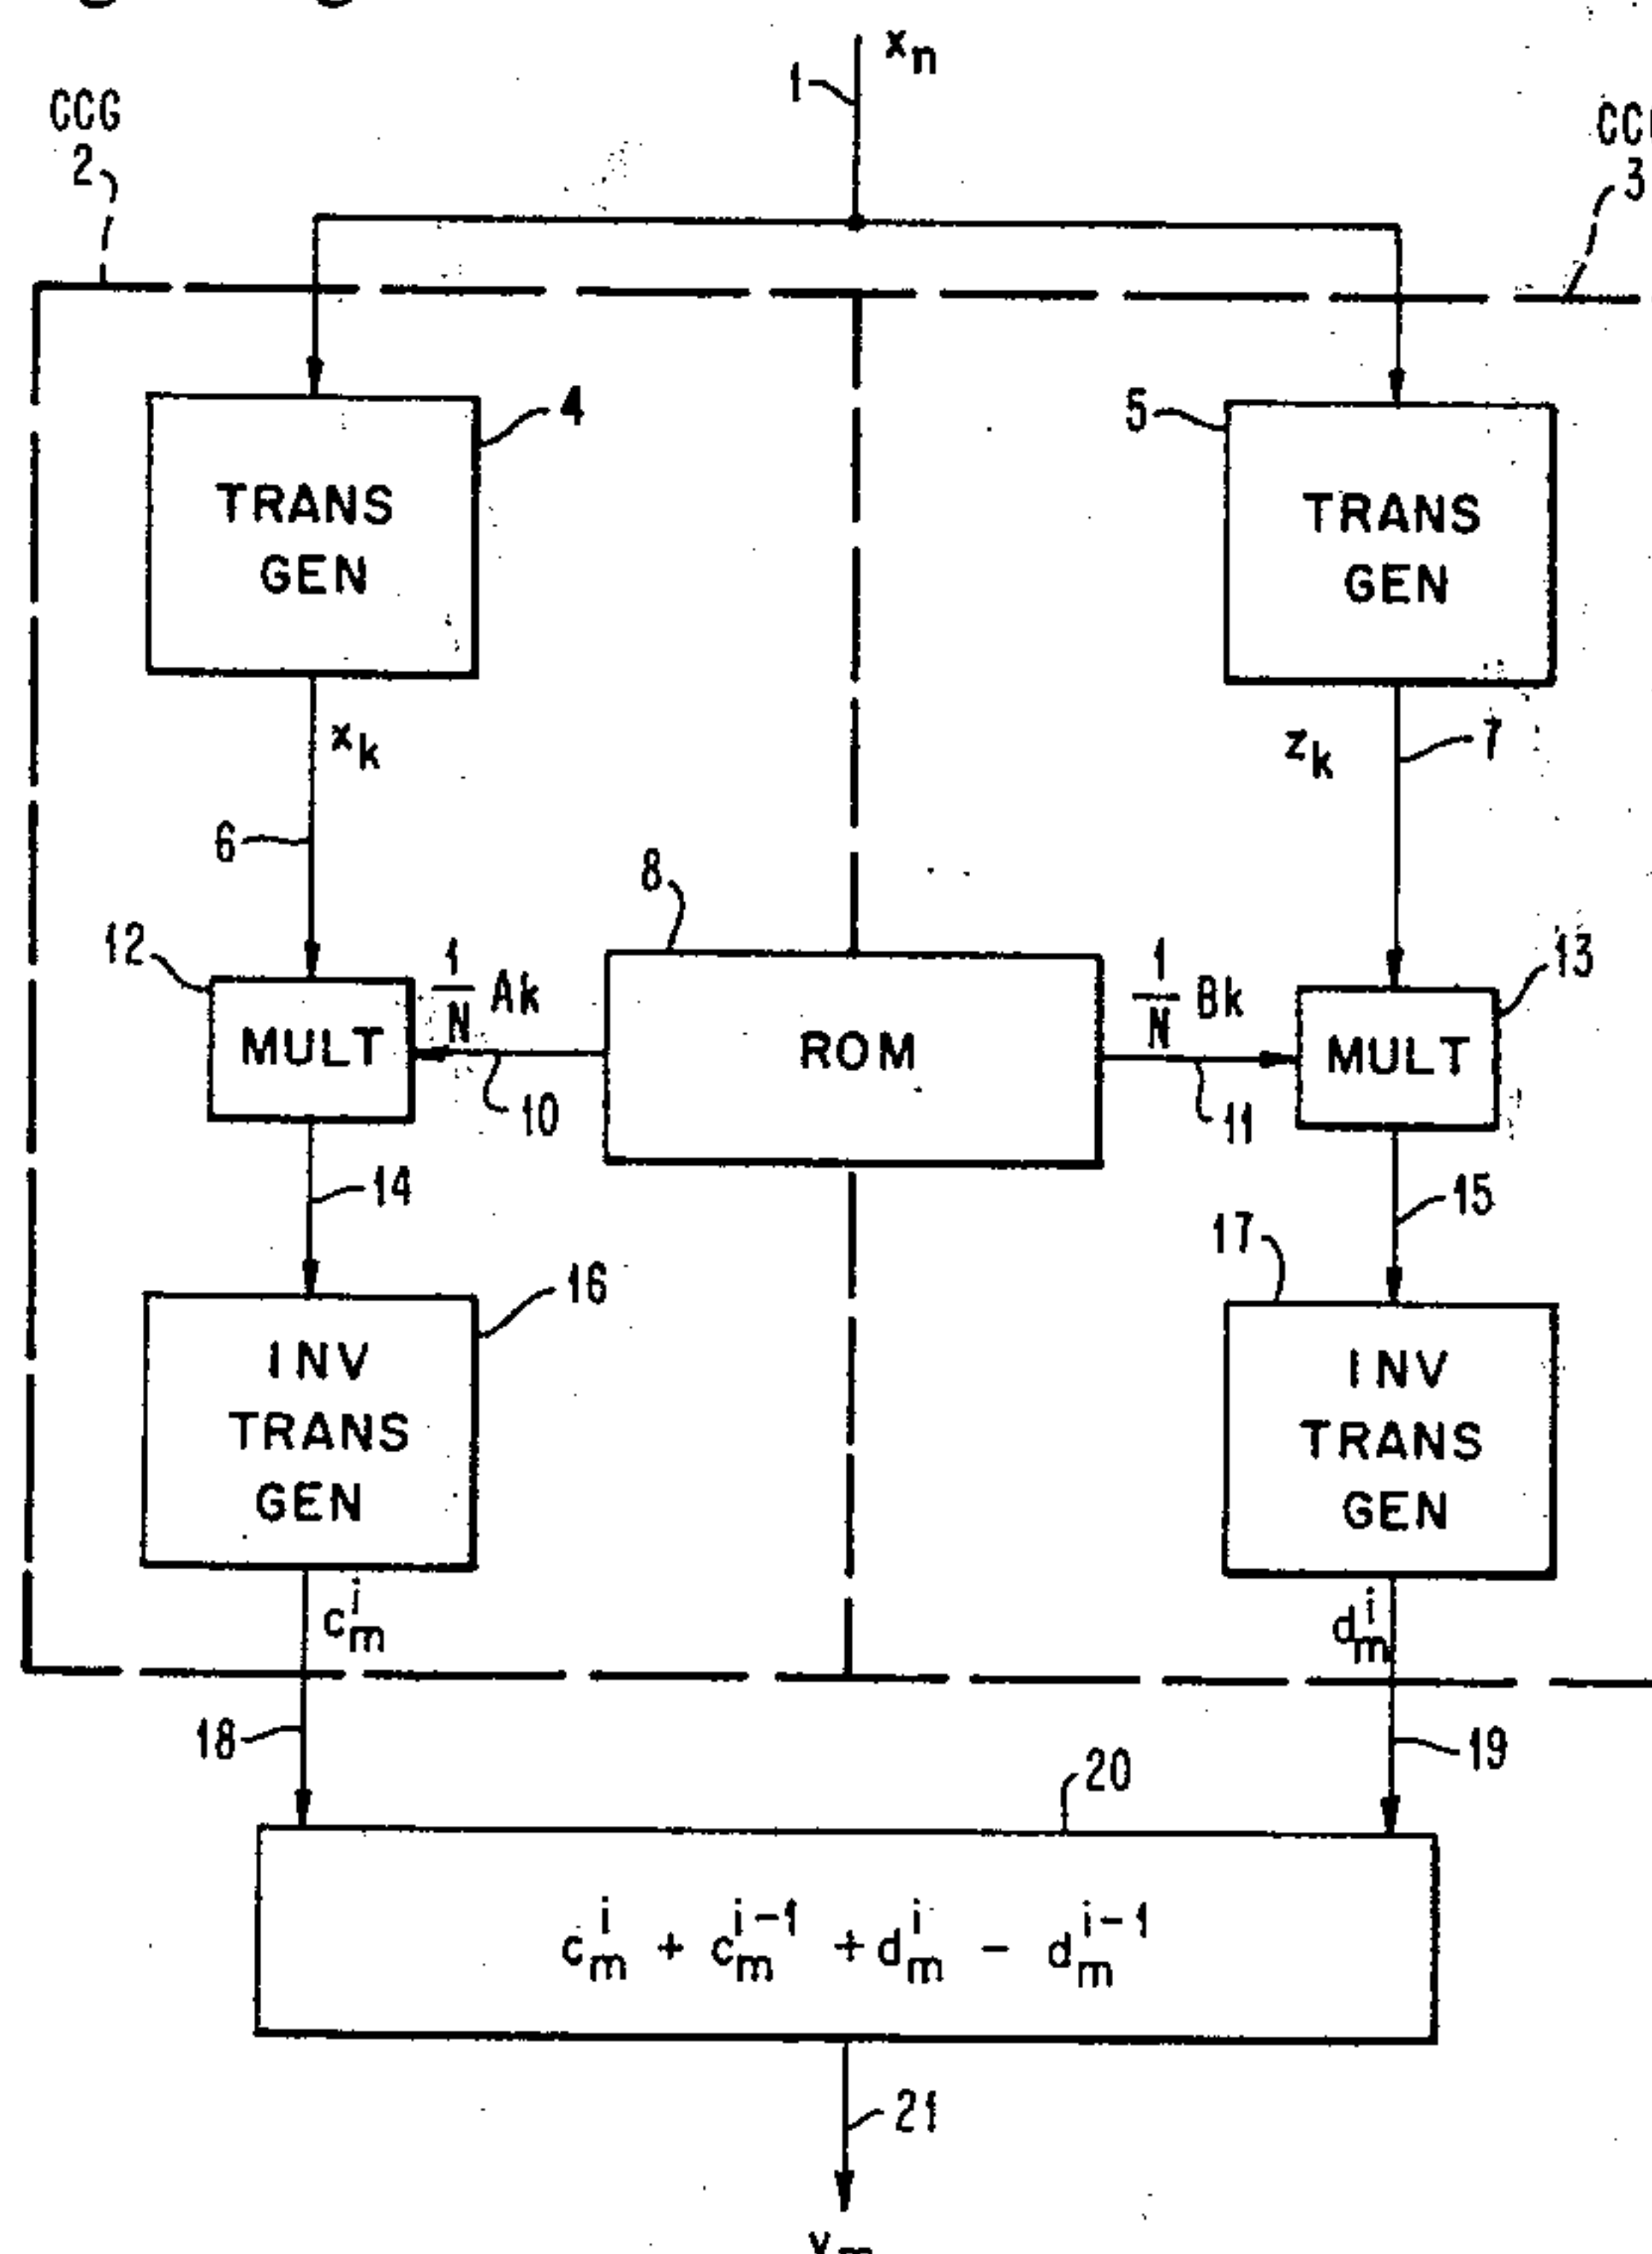 x_n
1
CCG
2
3
4
5
TRANS
GEN
TRANS
GEN
x_k
z_k
7
6
8
12
1/N Ak
1/N Bk
13
MULT
ROM
MULT
10
11
14
15
17
16
INV
TRANS
GEN
INV
TRANS
GEN
c_m^i
d_m^i
18
19
20
c_m^i + c_m^{i-1} + d_m^i - d_m^{i-1}
21